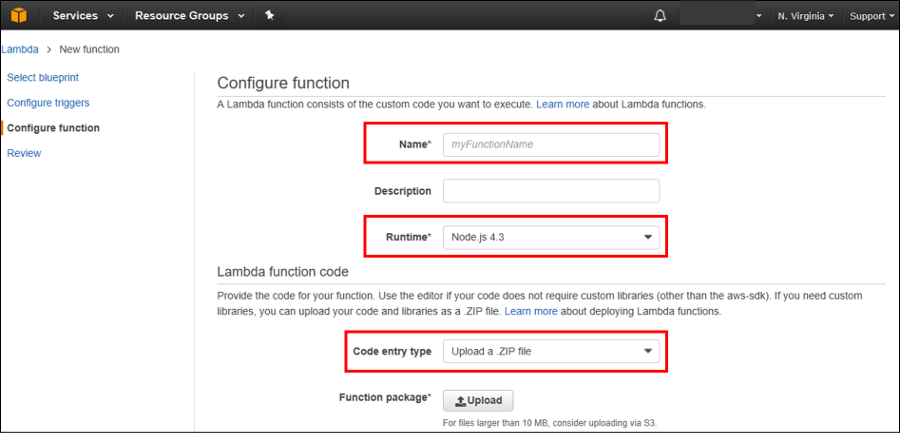 Services Resource Groups N. Virginia Support
Lambda > New function
Select blueprint
Configure triggers
Configure function
Review
Configure function
A Lambda function consists of the custom code you want to execute. Learn more about Lambda functions.
Name* myFunctionName
Description
Runtime* Node.js 4.3
Lambda function code
Provide the code for your function. Use the editor if your code does not require custom libraries (other than the aws-sdk). If you need custom
libraries, you can upload your code and libraries as a .ZIP file. Learn more about deploying Lambda functions.
Code entry type Upload a .ZIP file
Function package* Upload
For files larger than 10 MB, consider uploading via S3.